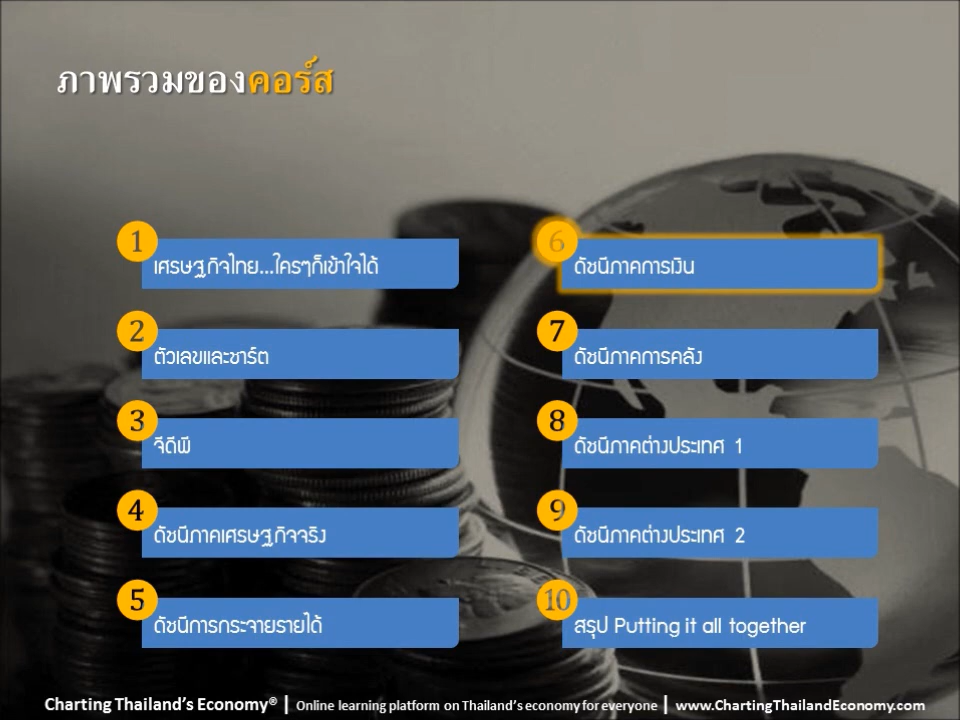 ภาพรวมของคอร์ส
1
เศรษฐกิจไทย...ใครๆก็เข้าใจได้
2
ตัวเลขและชาร์ต
3
จีดีพี
4
ดัชนีภาคเศรษฐกิจจริง
5
ดัชนีการกระจายรายได้
6
ดัชนีภาคการเงิน
7
ดัชนีภาคการคลัง
8
ดัชนีภาคต่างประเทศ 1
9
ดัชนีภาคต่างประเทศ 2
10
สรุป Putting it all together
Charting Thailand's Economy® | Online learning platform on Thailand's economy for everyone | www.ChartingThailandEconomy.com